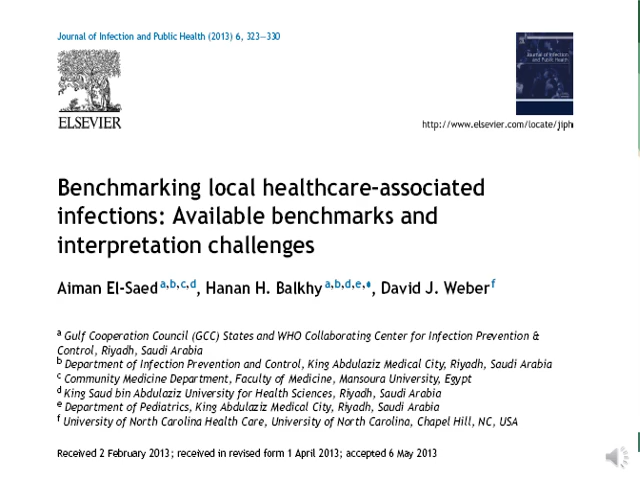 Journal of Infection and Public Health (2013) 6, 323—330
Journal of Infection
and Public Health
ELSEVIER
http://www.elsevier.com/locate/jiph
Benchmarking local healthcare-associated
infections: Available benchmarks and
interpretation challenges
Aiman El-Saed a,b,c,d, Hanan H. Balkhy a,b,d,e,♦, David J. Weber f
a Gulf Cooperation Council (GCC) States and WHO Collaborating Center for Infection Prevention &
Control, Riyadh, Saudi Arabia
b Department of Infection Prevention and Control, King Abdulaziz Medical City, Riyadh, Saudi Arabia
c Community Medicine Department, Faculty of Medicine, Mansoura University, Egypt
d King Saud bin Abdulaziz University for Health Sciences, Riyadh, Saudi Arabia
e Department of Pediatrics, King Abdulaziz Medical City, Riyadh, Saudi Arabia
f University of North Carolina Health Care, University of North Carolina, Chapel Hill, NC, USA
Received 2 February 2013; received in revised form 1 April 2013; accepted 6 May 2013